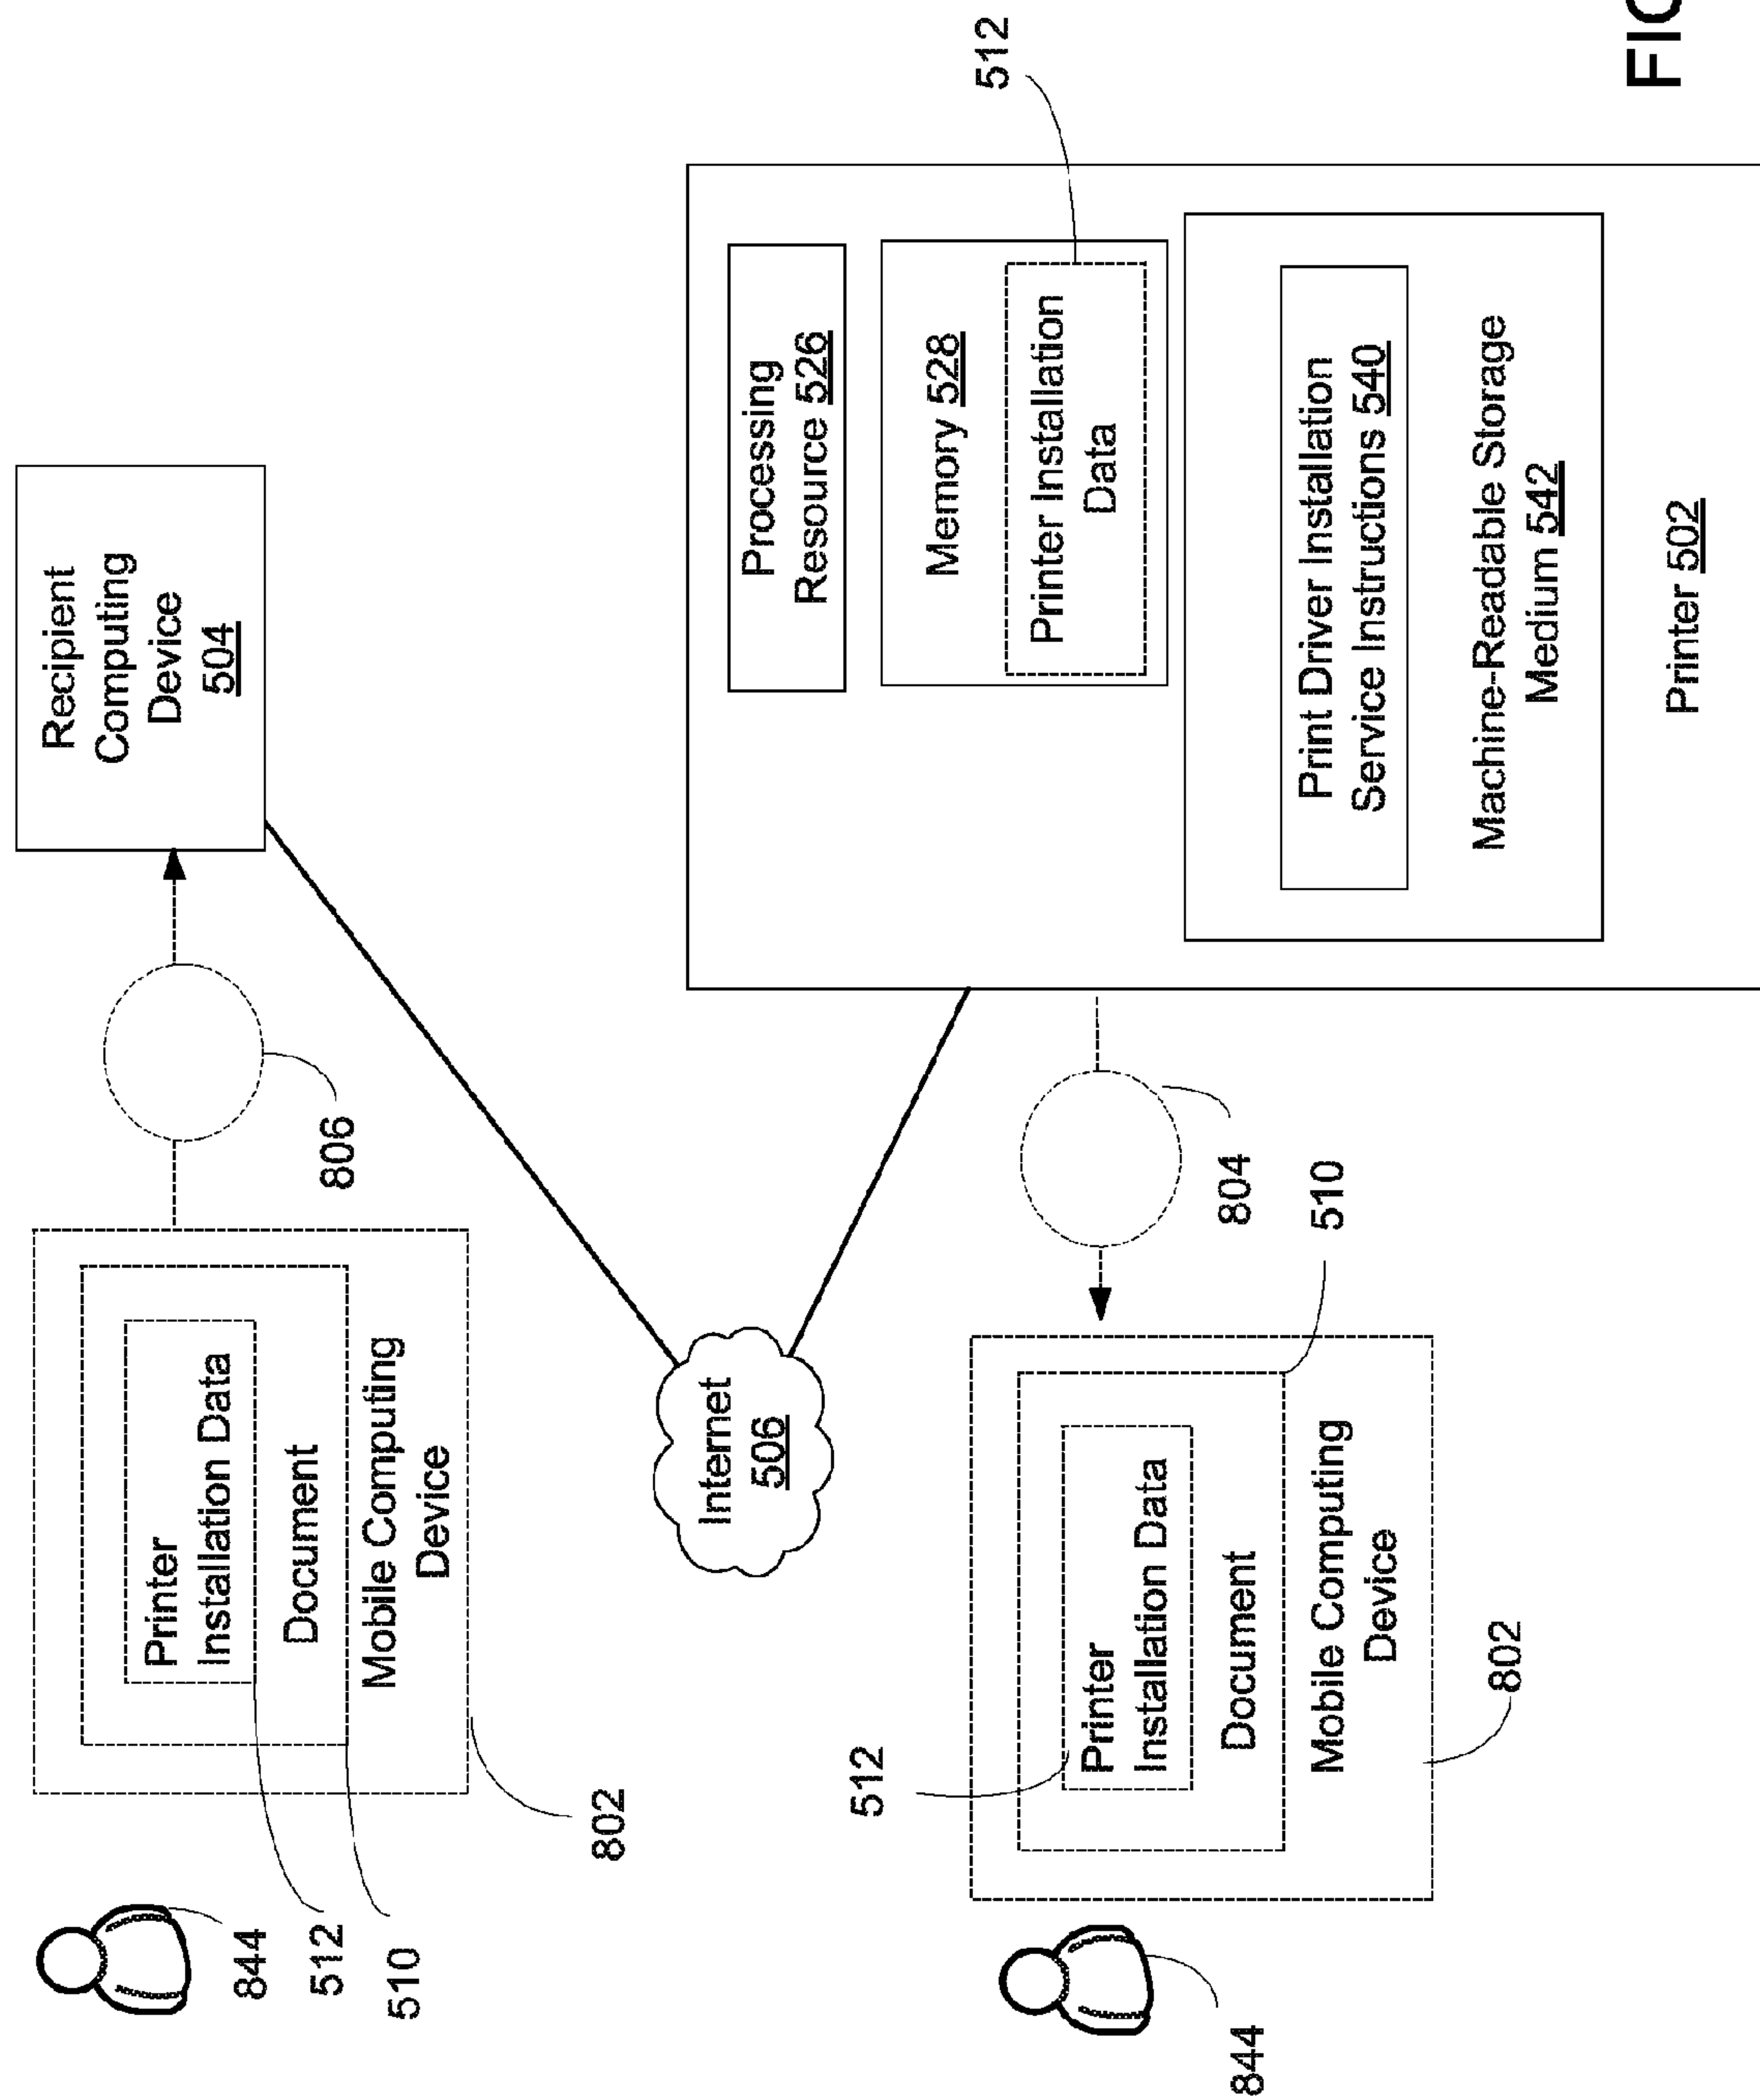 844
512
510
Printer
Installation Data
Document
Mobile Computing
Device
802
806
Recipient
Computing
Device
504
Internet
506
844
512
Printer
Installation Data
Document
Mobile Computing
Device
802
510
804
512
Processing
Resource 526
Memory 528
Printer Installation
Data
Print Driver Installation
Service Instructions 540
Machine-Readable Storage
Medium 542
Printer 502